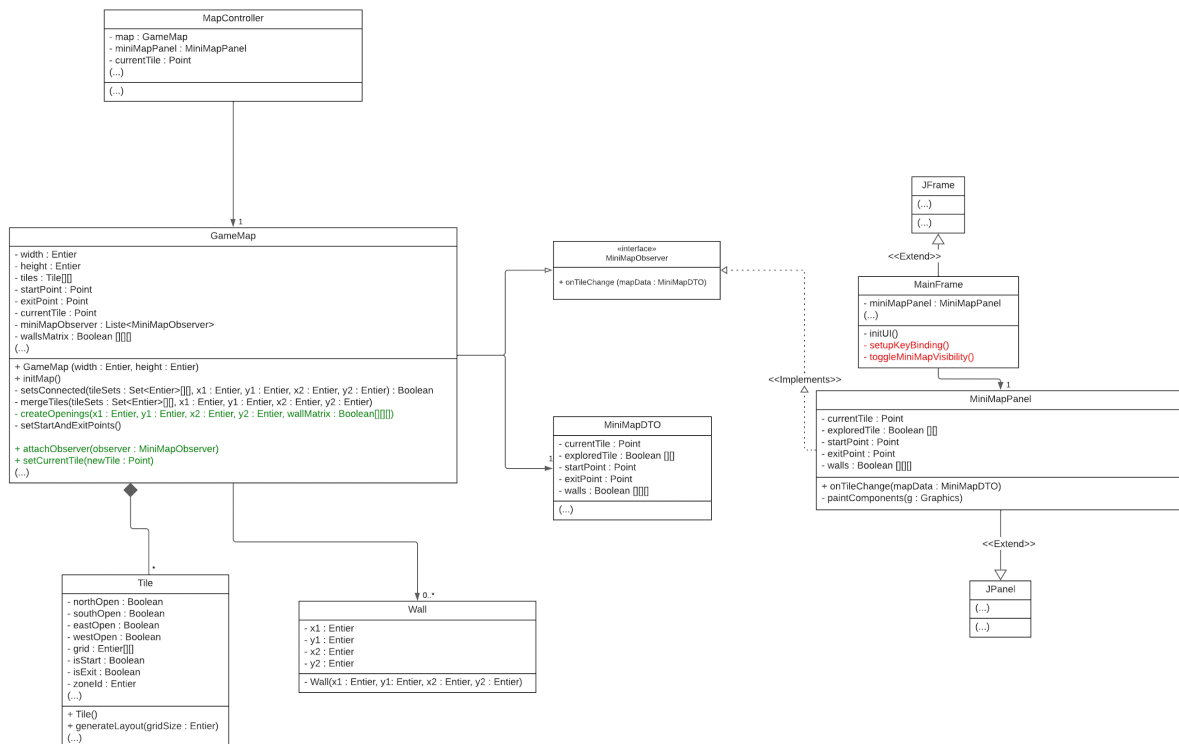 MapController
- map : GameMap
- miniMapPanel : MiniMapPanel
- currentTile : Point
(...)
(...)
1
GameMap
- width : Entier
- height : Entier
- tiles : Tile[][]
- startPoint : Point
- exitPoint : Point
- currentTile : Point
- miniMapObserver : Liste<MiniMapObserver>
- wallsMatrix : Boolean [][][]
(...)
+ GameMap (width : Entier, height : Entier)
+ initMap()
- setsConnected(tileSets : Set<Entier>[][], x1 : Entier, y1 : Entier, x2 : Entier, y2 : Entier) : Boolean
- mergeTiles(tileSets : Set<Entier>[][], x1 : Entier, y1 : Entier, x2 : Entier, y2 : Entier)
- createOpenings(x1 : Entier, y1 : Entier, x2 : Entier, y2 : Entier, wallMatrix : Boolean[][][])
- setStartAndExitPoints()
+ attachObserver(observer : MiniMapObserver)
+ setCurrentTile(newTile : Point)
(...)
«interface»
MiniMapObserver
+ onTileChange (mapData : MiniMapDTO)
JFrame
(...)
(...)
<<Extend>>
MainFrame
- miniMapPanel : MiniMapPanel
(...)
- initUI()
- setupKeyBinding()
- toggleMiniMapVisibility()
<<Implements>>
1
MiniMapPanel
- currentTile : Point
- exploredTile : Boolean [][]
- startPoint : Point
- exitPoint : Point
- walls : Boolean [][][]
+ onTileChange(mapData : MiniMapDTO)
- paintComponents(g : Graphics)
1
MiniMapDTO
- currentTile : Point
- exploredTile : Boolean [][]
- startPoint : Point
- exitPoint : Point
- walls : Boolean [][][]
(...)
<<Extend>>
JPanel
(...)
(...)
*
Tile
- northOpen : Boolean
- southOpen : Boolean
- eastOpen : Boolean
- westOpen : Boolean
- grid : Entier[][]
- isStart : Boolean
- isExit : Boolean
- zoneId : Entier
(...)
+ Tile()
+ generateLayout(gridSize : Entier)
(...)
0..*
Wall
- x1 : Entier
- y1 : Entier
- x2 : Entier
- y2 : Entier
- Wall(x1 : Entier, y1: Entier, x2 : Entier, y2 : Entier)